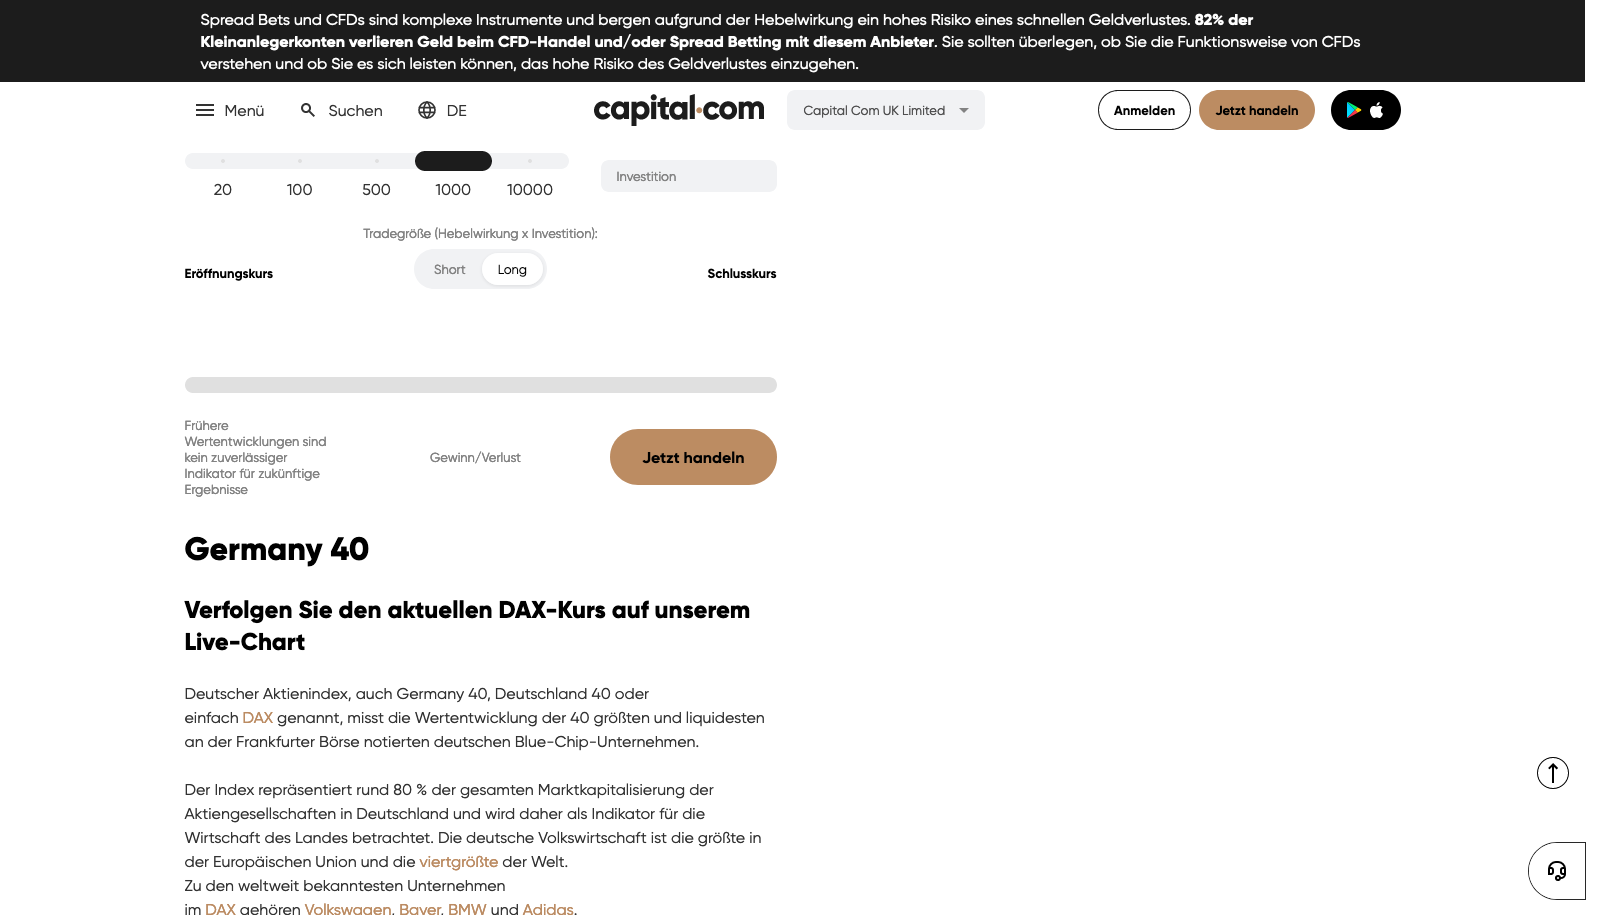 Spread Bets und CFDs sind komplexe Instrumente und bergen aufgrund der Hebelwirkung ein hohes Risiko eines schnellen Geldverlustes. 82% der
Kleinanlegerkonten verlieren Geld beim CFD-Handel und/oder Spread Betting mit diesem Anbieter. Sie sollten überlegen, ob Sie die Funktionsweise von CFDs
verstehen und ob Sie es sich leisten können, das hohe Risiko des Geldverlustes einzugehen.
Menü Suchen DE capital.com Capital Com UK Limited Anmelden Jetzt handeln
20 100 500 1000 10000 Investition
Tradegröße (Hebelwirkung x Investition):
Eröffnungskurs Short Long Schlusskurs
Frühere
Wertentwicklungen sind
kein zuverlässiger
Indikator für zukünftige
Ergebnisse
Gewinn/Verlust
Jetzt handeln
Germany 40
Verfolgen Sie den aktuellen DAX-Kurs auf unserem
Live-Chart
Deutscher Aktienindex, auch Germany 40, Deutschland 40 oder
einfach DAX genannt, misst die Wertentwicklung der 40 größten und liquidesten
an der Frankfurter Börse notierten deutschen Blue-Chip-Unternehmen.
Der Index repräsentiert rund 80 % der gesamten Marktkapitalisierung der
Aktiengesellschaften in Deutschland und wird daher als Indikator für die
Wirtschaft des Landes betrachtet. Die deutsche Volkswirtschaft ist die größte in
der Europäischen Union und die viertgrößte der Welt.
Zu den weltweit bekanntesten Unternehmen
im DAX gehören Volkswagen, Bayer, BMW und Adidas.